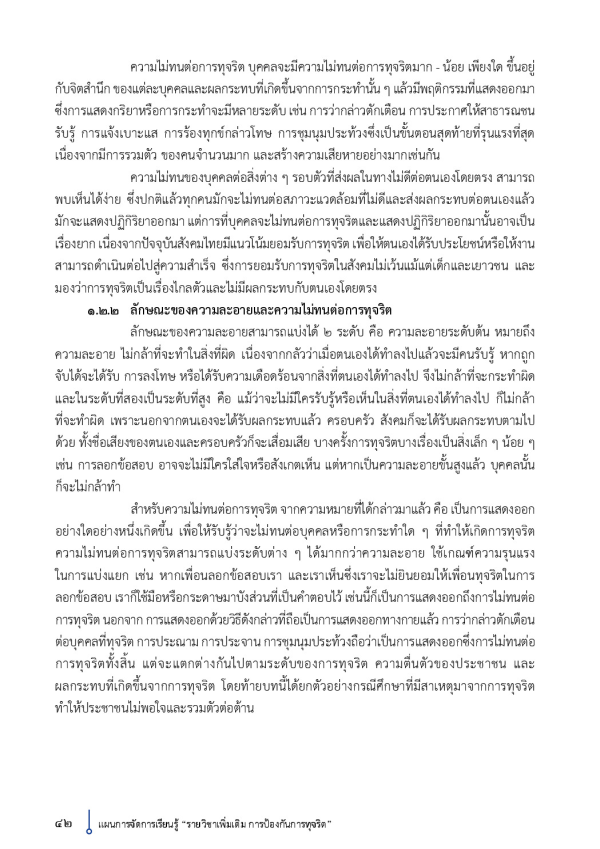 ความไม่ทนต่อการทุจริต บุคคลจะมีความไม่ทนต่อการทุจริตมาก - น้อย เพียงใด ขึ้นอยู่
กับจิตสำนึก ของแต่ละบุคคลและผลกระทบที่เกิดขึ้นจากการกระทำนั้น ๆ แล้วมีพฤติกรรมที่แสดงออกมา
ซึ่งการแสดงกริยาหรือการกระทำจะมีหลายระดับ เช่น การว่ากล่าวตักเตือน การประกาศให้สาธารณชน
รับรู้ การแจ้งเบาะแส การร้องทุกข์กล่าวโทษ การชุมนุมประท้วงซึ่งเป็นขั้นตอนสุดท้ายที่รุนแรงที่สุด
เนื่องจากมีการรวมตัว ของคนจำนวนมาก และสร้างความเสียหายอย่างมากเช่นกัน
ความไม่ทนของบุคคลต่อสิ่งต่าง ๆ รอบตัวที่ส่งผลในทางไม่ดีต่อตนเองโดยตรง สามารถ
พบเห็นได้ง่าย ซึ่งปกติแล้วทุกคนมักจะไม่ทนต่อสภาวะแวดล้อมที่ไม่ดีและส่งผลกระทบต่อตนเองแล้ว
มักจะแสดงปฏิกิริยาออกมา แต่การที่บุคคลจะไม่ทนต่อการทุจริตและแสดงปฏิกิริยาออกมานั้นอาจเป็น
เรื่องยาก เนื่องจากปัจจุบันสังคมไทยมีแนวโน้มยอมรับการทุจริต เพื่อให้ตนเองได้รับประโยชน์หรือให้งาน
สามารถดำเนินต่อไปสู่ความสำเร็จ ซึ่งการยอมรับการทุจริตในสังคมไม่เว้นแม้แต่เด็กและเยาวชน และ
มองว่าการทุจริตเป็นเรื่องไกลตัวและไม่มีผลกระทบกับตนเองโดยตรง
๑.๒.๒ ลักษณะของความละอายและความไม่ทนต่อการทุจริต
ลักษณะของความละอายสามารถแบ่งได้ ๒ ระดับ คือ ความละอายระดับต้น หมายถึง
ความละอาย ไม่กล้าที่จะทำในสิ่งที่ผิด เนื่องจากกลัวว่าเมื่อตนเองได้ทำลงไปแล้วจะมีคนรับรู้ หากถูก
จับได้จะได้รับ การลงโทษ หรือได้รับความเดือดร้อนจากสิ่งที่ตนเองได้ทำลงไป จึงไม่กล้าที่จะกระทำผิด
และในระดับที่สองเป็นระดับที่สูง คือ แม้ว่าจะไม่มีใครรับรู้หรือเห็นในสิ่งที่ตนเองได้ทำลงไป ก็ไม่กล้า
ที่จะทำผิด เพราะนอกจากตนเองจะได้รับผลกระทบแล้ว ครอบครัว สังคมก็จะได้รับผลกระทบตามไป
ด้วย ทั้งชื่อเสียงของตนเองและครอบครัวก็จะเสื่อมเสีย บางครั้งการทุจริตบางเรื่องเป็นสิ่งเล็ก ๆ น้อย ๆ
เช่น การลอกข้อสอบ อาจจะไม่มีใครใส่ใจหรือสังเกตเห็น แต่หากเป็นความละอายขั้นสูงแล้ว บุคคลนั้น
ก็จะไม่กล้าทำ
สำหรับความไม่ทนต่อการทุจริต จากความหมายที่ได้กล่าวมาแล้ว คือ เป็นการแสดงออก
อย่างใดอย่างหนึ่งเกิดขึ้น เพื่อให้รับรู้ว่าจะไม่ทนต่อบุคคลหรือการกระทำใด ๆ ที่ทำให้เกิดการทุจริต
ความไม่ทนต่อการทุจริตสามารถแบ่งระดับต่าง ๆ ได้มากกว่าความละอาย ใช้เกณฑ์ความรุนแรง
ในการแบ่งแยก เช่น หากเพื่อนลอกข้อสอบเรา และเราเห็นซึ่งเราจะไม่ยินยอมให้เพื่อนทุจริตในการ
ลอกข้อสอบ เราก็ใช้มือหรือกระดาษมาบังส่วนที่เป็นคำตอบไว้ เช่นนี้ก็เป็นการแสดงออกถึงการไม่ทนต่อ
การทุจริต นอกจาก การแสดงออกด้วยวิธีดังกล่าวที่ถือเป็นการแสดงออกทางกายแล้ว การว่ากล่าวตักเตือน
ต่อบุคคลที่ทุจริต การประณาม การประจาน การชุมนุมประท้วงถือว่าเป็นการแสดงออกซึ่งการไม่ทนต่อ
การทุจริตทั้งสิ้น แต่จะแตกต่างกันไปตามระดับของการทุจริต ความตื่นตัวของประชาชน และ
ผลกระทบที่เกิดขึ้นจากการทุจริต โดยท้ายบทนี้ได้ยกตัวอย่างกรณีศึกษาที่มีสาเหตุมาจากการทุจริต
ทำให้ประชาชนไม่พอใจและรวมตัวต่อต้าน
๔๒ แผนการจัดการเรียนรู้ “รายวิชาเพิ่มเติม การป้องกันการทุจริต”